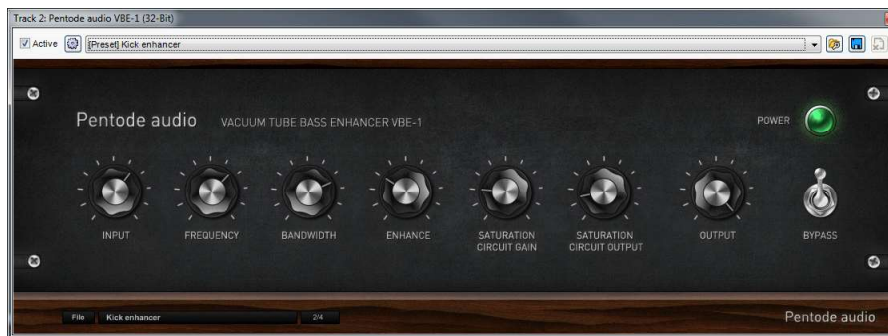 Track 2: Pentode audio VBE-1 (32-Bit)
Active [Preset] Kick enhancer
Pentode audio VACUUM TUBE BASS ENHANCER VBE-1 POWER
INPUT FREQUENCY BANDWIDTH ENHANCE SATURATION CIRCUIT GAIN SATURATION CIRCUIT OUTPUT OUTPUT BYPASS
File Kick enhancer 2/4 Pentode audio